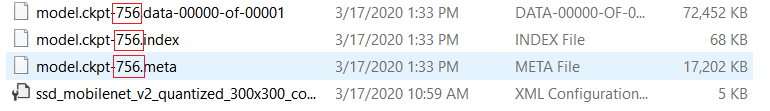 model.ckpt-756.data-00000-of-00001 3/17/2020 1:33 PM DATA-00000-OF-0... 72,452 KB
model.ckpt-756.index 3/17/2020 1:33 PM INDEX File 68 KB
model.ckpt-756.meta 3/17/2020 1:33 PM META File 17,202 KB
ssd_mobilenet_v2_quantized_300x300_co... 3/17/2020 10:59 AM XML Configuration... 5 KB